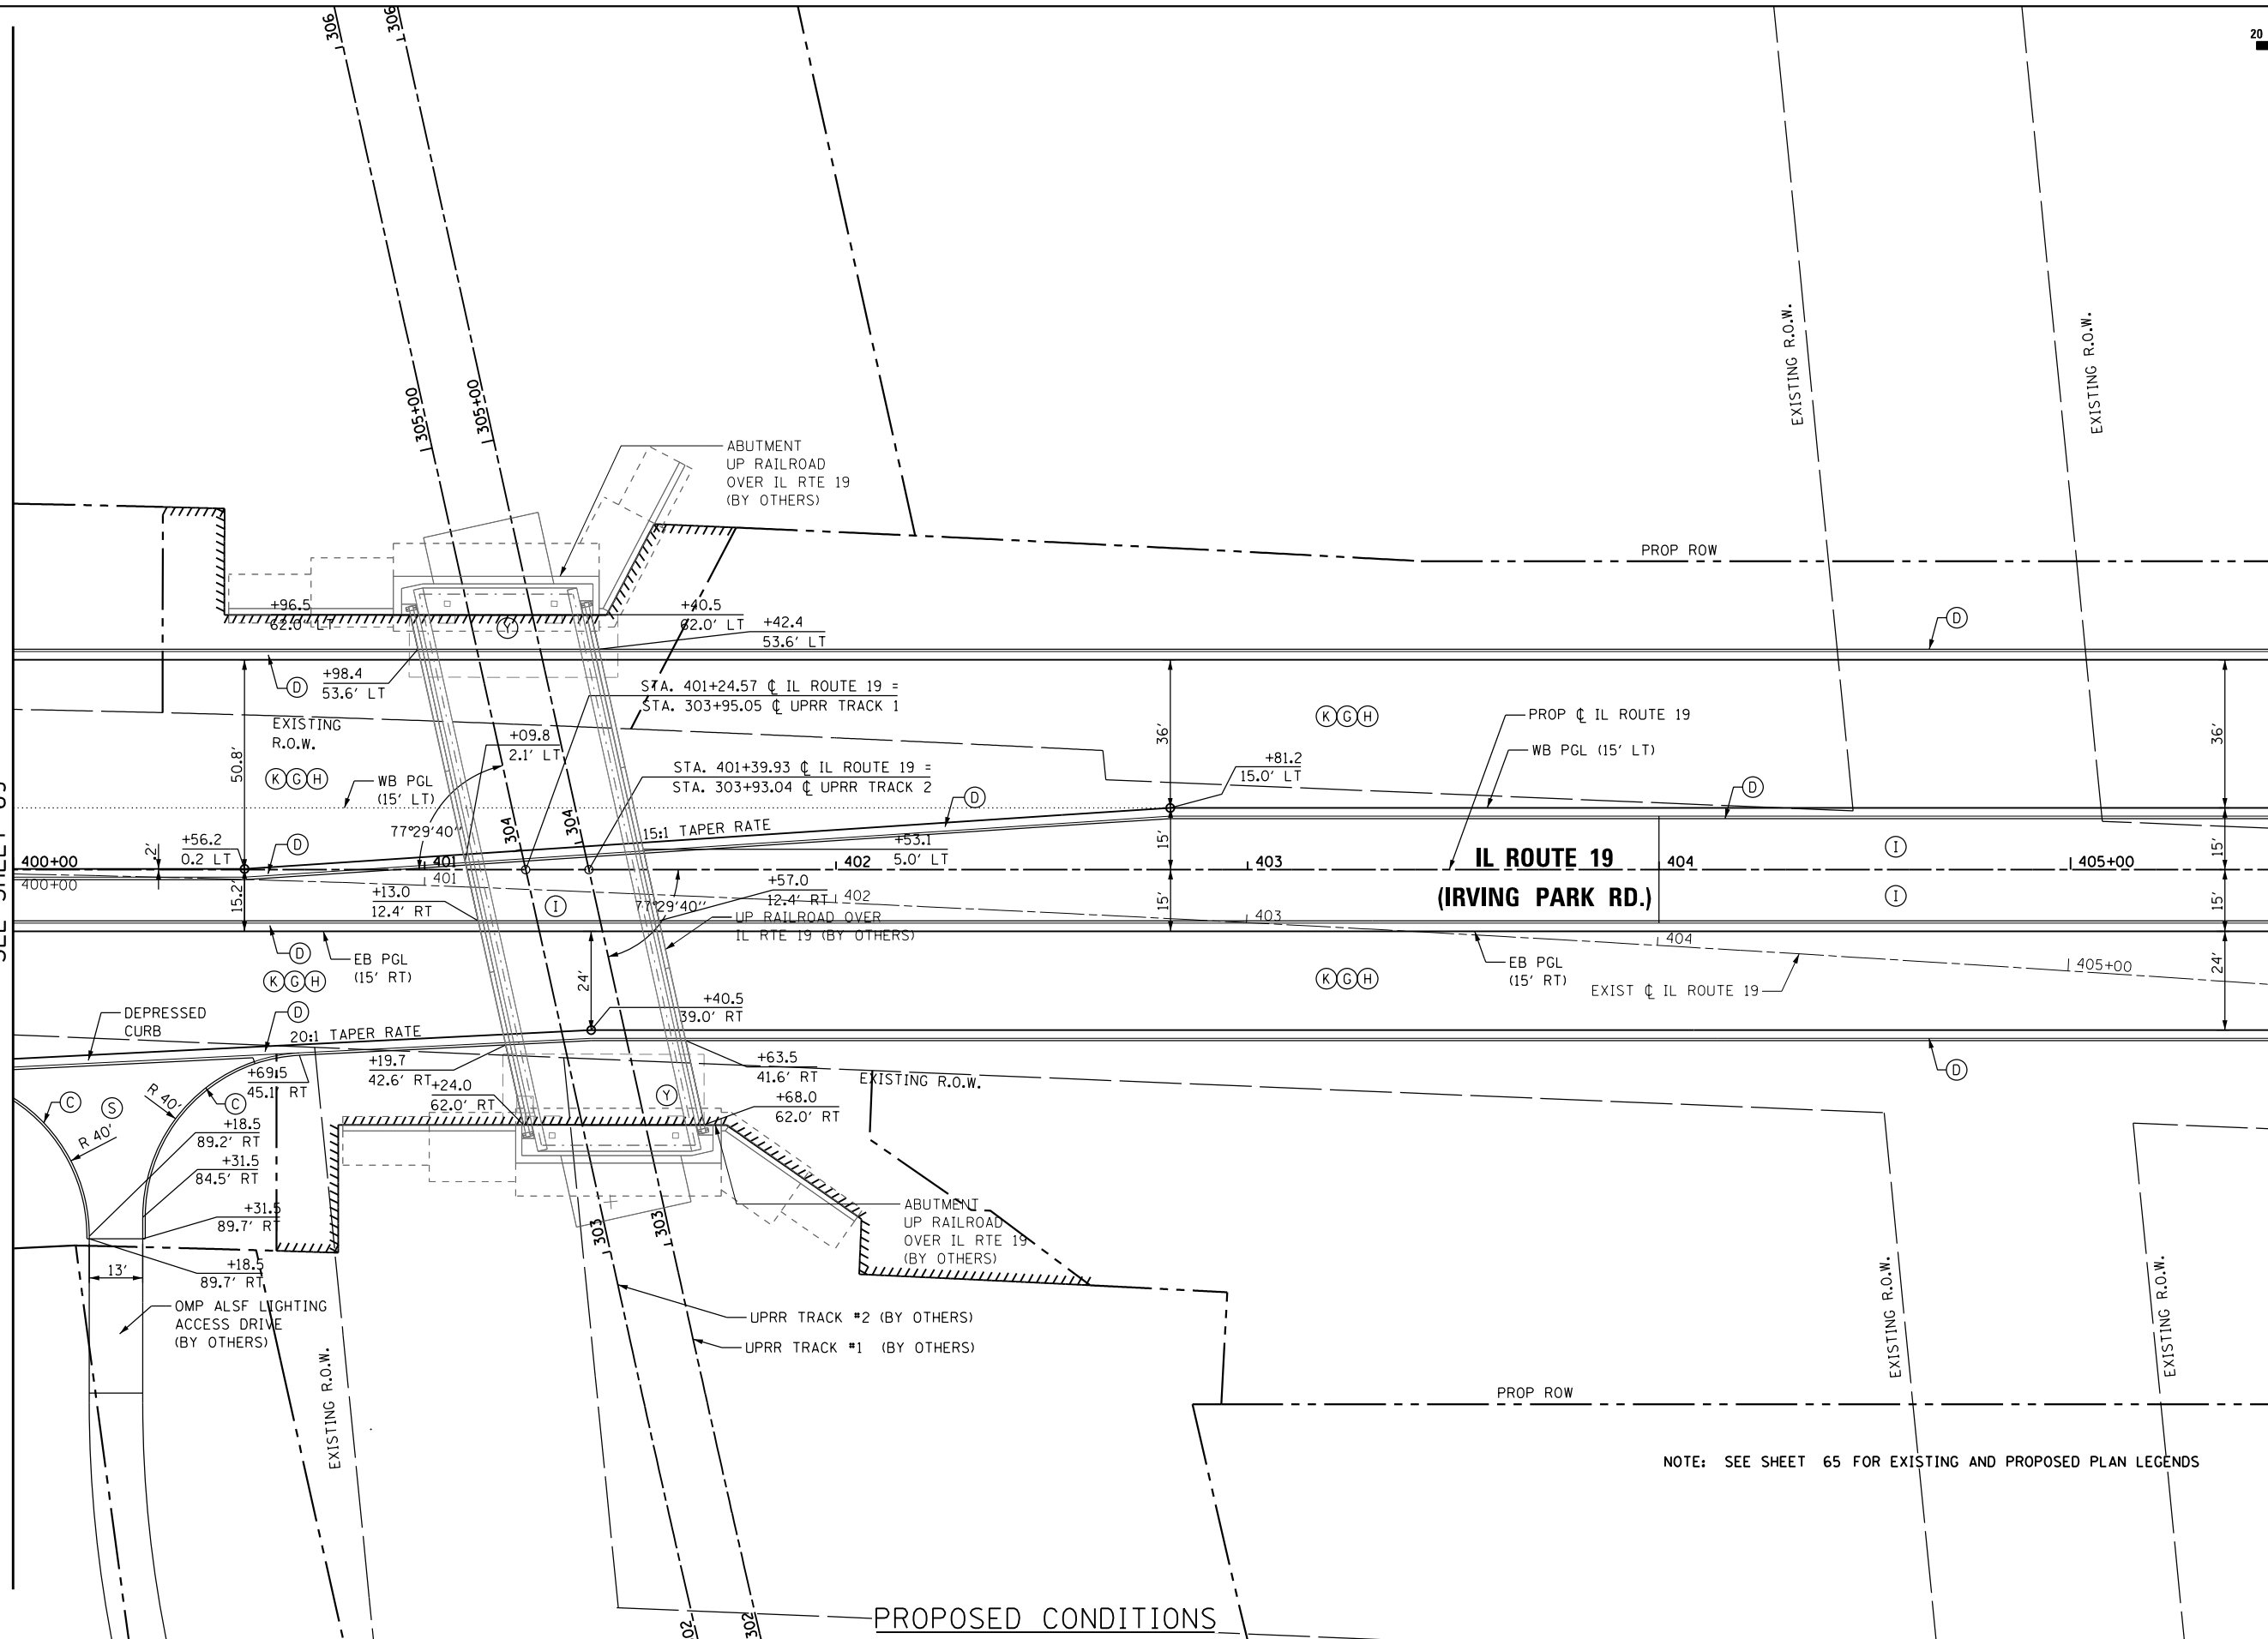 306
306
20
305+00
305+00
EXISTING R.O.W.
EXISTING R.O.W.
ABUTMENT
UP RAILROAD
OVER IL RTE 19
(BY OTHERS)
PROP ROW
+96.5
62.0' LT
Y
+40.5
62.0' LT
+42.4
53.6' LT
D
+98.4
53.6' LT
D
STA. 401+24.57 ℄ IL ROUTE 19 =
STA. 303+95.05 ℄ UPRR TRACK 1
EXISTING
R.O.W.
+09.8
2.1' LT
K G H
PROP ℄ IL ROUTE 19
WB PGL (15' LT)
36'
36'
50.8'
K G H
WB PGL
(15' LT)
STA. 401+39.93 ℄ IL ROUTE 19 =
STA. 303+93.04 ℄ UPRR TRACK 2
+81.2
15.0' LT
D
D
77°29'40"
304
304
15:1 TAPER RATE
+56.2
0.2 LT
.2'
D
+53.1
5.0' LT
15'
15'
I
400+00
401
402
403
IL ROUTE 19
404
405+00
400+00
401
15.2'
+13.0
12.4' RT
I
77°29'40"
+57.0
12.4' RT
402
15'
403
(IRVING PARK RD.)
I
15'
UP RAILROAD OVER
IL RTE 19 (BY OTHERS)
D
EB PGL
(15' RT)
K G H
404
EB PGL
(15' RT)
405+00
24'
24'
K G H
EXIST ℄ IL ROUTE 19
DEPRESSED
CURB
D
+40.5
39.0' RT
20:1 TAPER RATE
+69.5
45.1' RT
+19.7
42.6' RT
+24.0
62.0' RT
+63.5
41.6' RT
EXISTING R.O.W.
D
Y
+68.0
62.0' RT
C
S
R 40'
C
R 40'
+18.5
89.2' RT
+31.5
84.5' RT
+31.5
89.7' RT
+18.5
89.7' RT
13'
303
303
ABUTMENT
UP RAILROAD
OVER IL RTE 19
(BY OTHERS)
OMP ALSF LIGHTING
ACCESS DRIVE
(BY OTHERS)
UPRR TRACK #2 (BY OTHERS)
UPRR TRACK #1 (BY OTHERS)
EXISTING R.O.W.
EXISTING R.O.W.
EXISTING R.O.W.
PROP ROW
NOTE: SEE SHEET 65 FOR EXISTING AND PROPOSED PLAN LEGENDS
302
PROPOSED CONDITIONS